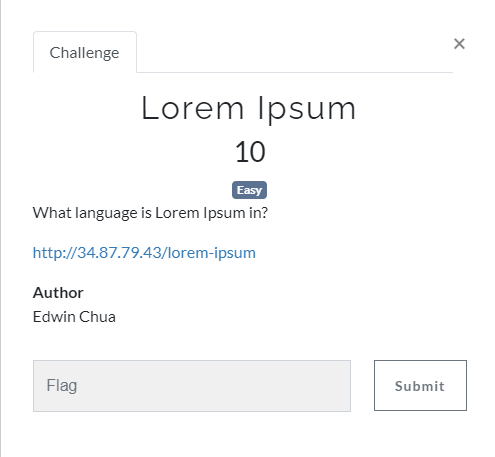 Challenge
×
Lorem Ipsum
10
Easy
What language is Lorem Ipsum in?
http://34.87.79.43/lorem-ipsum
Author
Edwin Chua
Flag
Submit